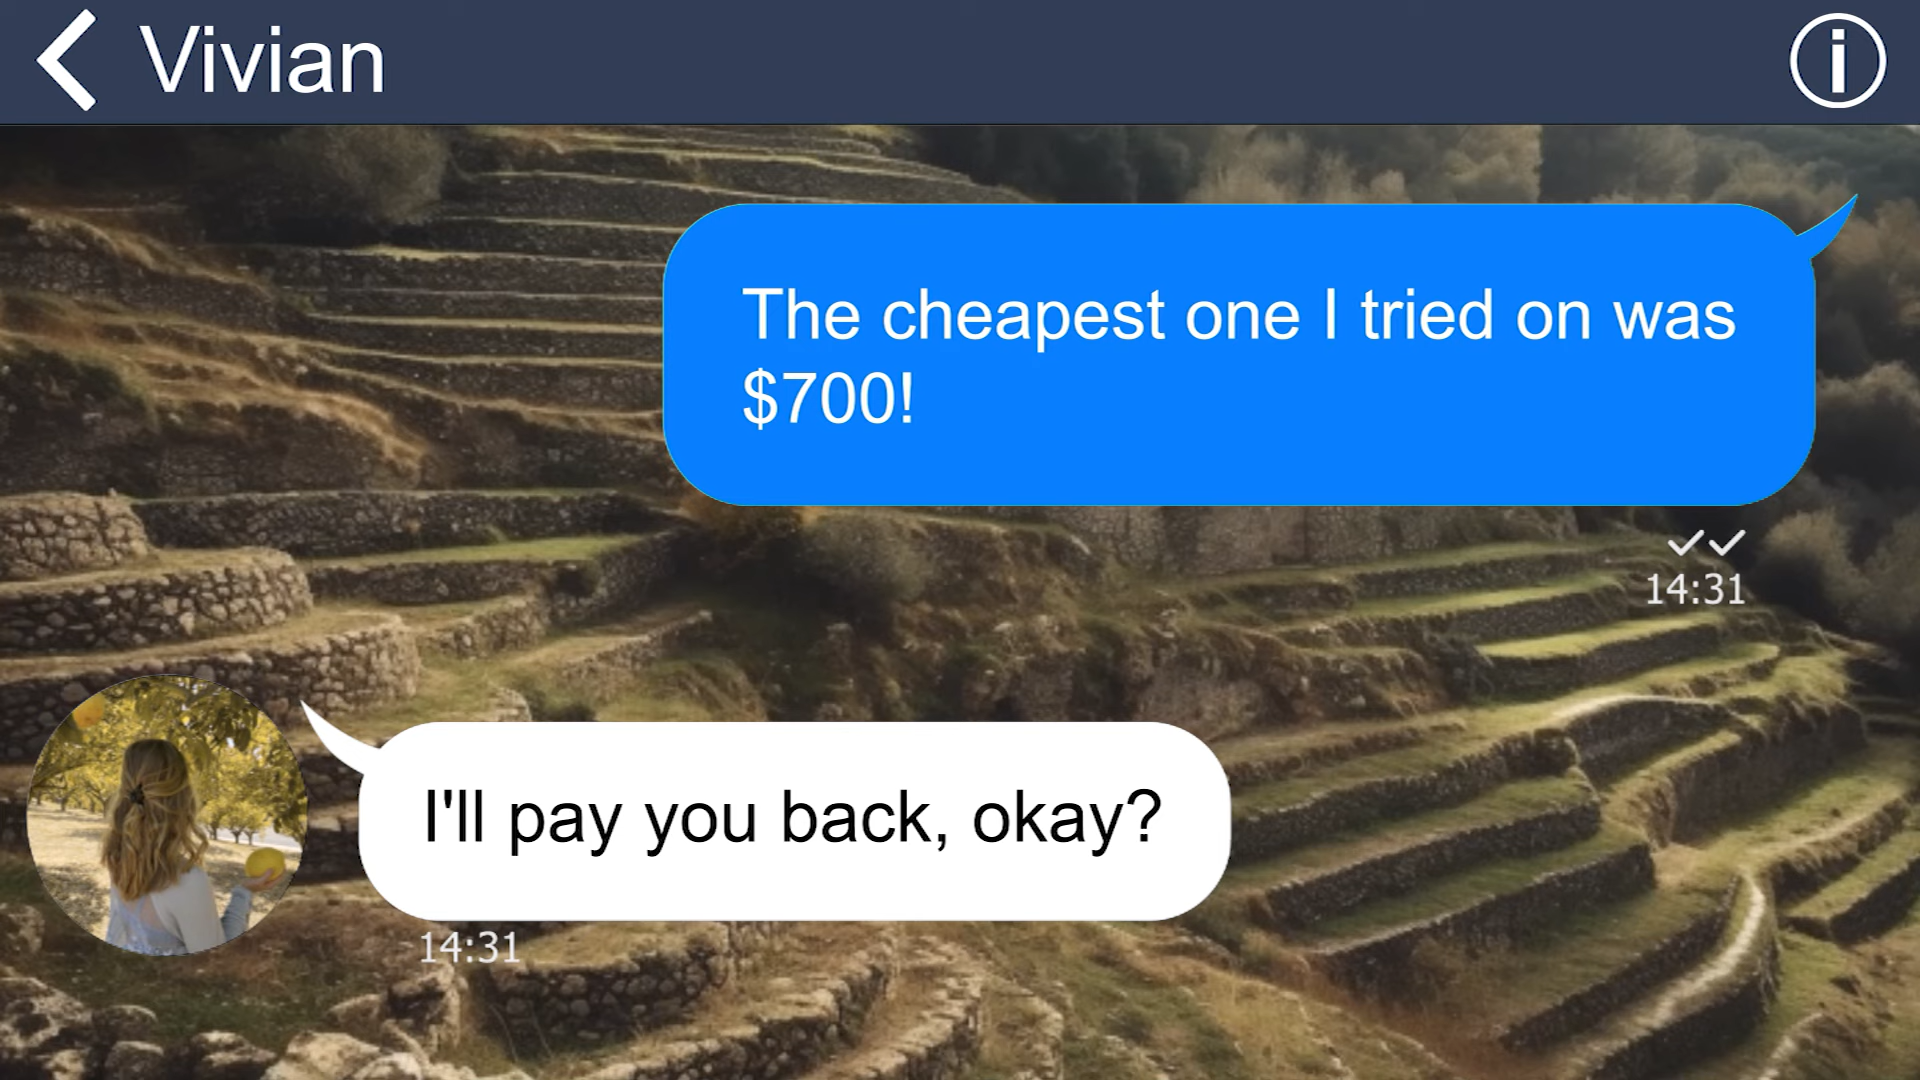 Vivian
The cheapest one I tried on was
$700!
14:31
I'll pay you back, okay?
14:31